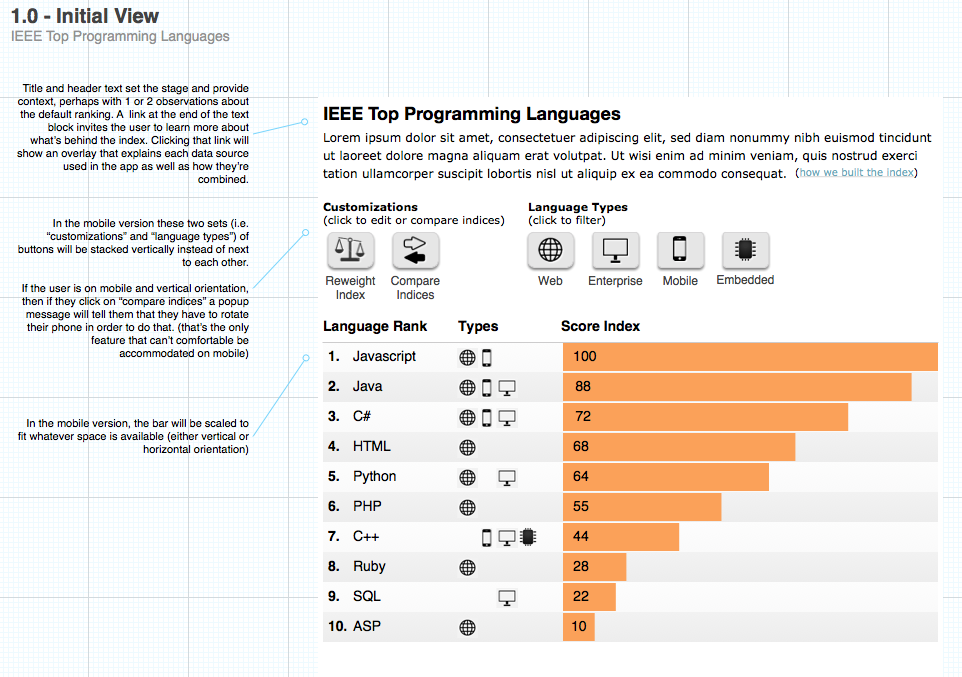 1.0 - Initial View
IEEE Top Programming Languages
Title and header text set the stage and provide
context, perhaps with 1 or 2 observations about
the default ranking. A link at the end of the text
block invites the user to learn more about
what's behind the index. Clicking that link will
show an overlay that explains each data source
used in the app as well as how they're
combined.
In the mobile version these two sets (i.e.
“customizations” and “language types”) of
buttons will be stacked vertically instead of next
to each other.
If the user is on mobile and vertical orientation,
then if they click on “compare indices” a popup
message will tell them that they have to rotate
their phone in order to do that. (that's the only
feature that can't comfortable be
accommodated on mobile)
In the mobile version, the bar will be scaled to
fit whatever space is available (either vertical or
horizontal orientation)
IEEE Top Programming Languages
Lorem ipsum dolor sit amet, consectetuer adipiscing elit, sed diam nonummy nibh euismod tincidunt
ut laoreet dolore magna aliquam erat volutpat. Ut wisi enim ad minim veniam, quis nostrud exerci
tation ullamcorper suscipit lobortis nisl ut aliquip ex ea commodo consequat. (how we built the index)
Customizations
(click to edit or compare indices)
Reweight
Index
Compare
Indices
Language Types
(click to filter)
Web
Enterprise
Mobile
Embedded
Language Rank Types Score Index
1. Javascript 100
2. Java 88
3. C# 72
4. HTML 68
5. Python 64
6. PHP 55
7. C++ 44
8. Ruby 28
9. SQL 22
10. ASP 10